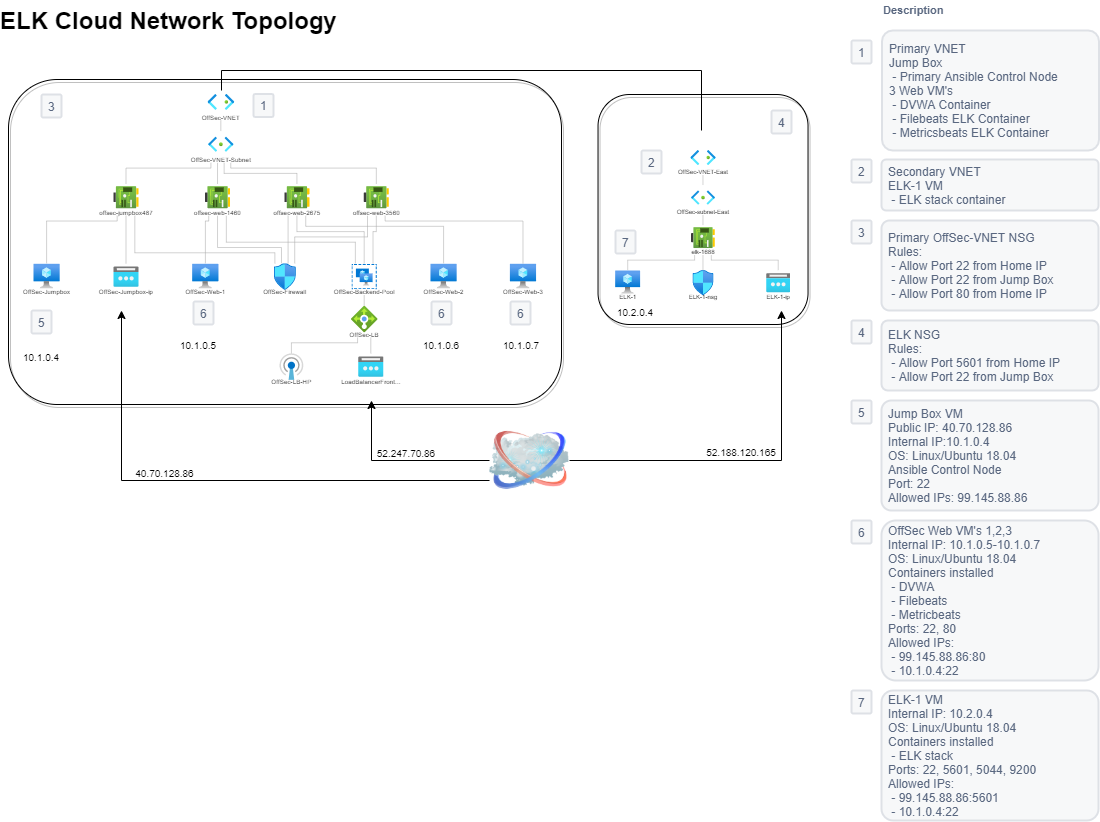 ELK Cloud Network Topology
3
1
OffSec-VNET
OffSec-VNET-Subnet
offsec-jumpbox487
offsec-web-1460
offsec-web-2675
offsec-web-3560
OffSec-Jumpbox
OffSec-Jumpbox-ip
OffSec-Web-1
OffSec-Firewall
OffSec-Backend-Pool
OffSec-Web-2
OffSec-Web-3
5
6
6
6
OffSec-LB
10.1.0.4
10.1.0.5
10.1.0.6
10.1.0.7
OffSec-LB-HP
LoadBalancerFront...
4
2
OffSec-VNET-East
OffSec-subnet-East
7
elk-1688
ELK-1
ELK-1-nsg
ELK-1-ip
10.2.0.4
52.247.70.86
52.188.120.165
40.70.128.86
Description
1
Primary VNET
Jump Box
- Primary Ansible Control Node
3 Web VM's
- DVWA Container
- Filebeats ELK Container
- Metricsbeats ELK Container
2
Secondary VNET
ELK-1 VM
- ELK stack container
3
Primary OffSec-VNET NSG
Rules:
- Allow Port 22 from Home IP
- Allow Port 22 from Jump Box
- Allow Port 80 from Home IP
4
ELK NSG
Rules:
- Allow Port 5601 from Home IP
- Allow Port 22 from Jump Box
5
Jump Box VM
Public IP: 40.70.128.86
Internal IP:10.1.0.4
OS: Linux/Ubuntu 18.04
Ansible Control Node
Port: 22
Allowed IPs: 99.145.88.86
6
OffSec Web VM's 1,2,3
Internal IP: 10.1.0.5-10.1.0.7
OS: Linux/Ubuntu 18.04
Containers installed
- DVWA
- Filebeats
- Metricbeats
Ports: 22, 80
Allowed IPs:
- 99.145.88.86:80
- 10.1.0.4:22
7
ELK-1 VM
Internal IP: 10.2.0.4
OS: Linux/Ubuntu 18.04
Containers installed
- ELK stack
Ports: 22, 5601, 5044, 9200
Allowed IPs:
- 99.145.88.86:5601
- 10.1.0.4:22